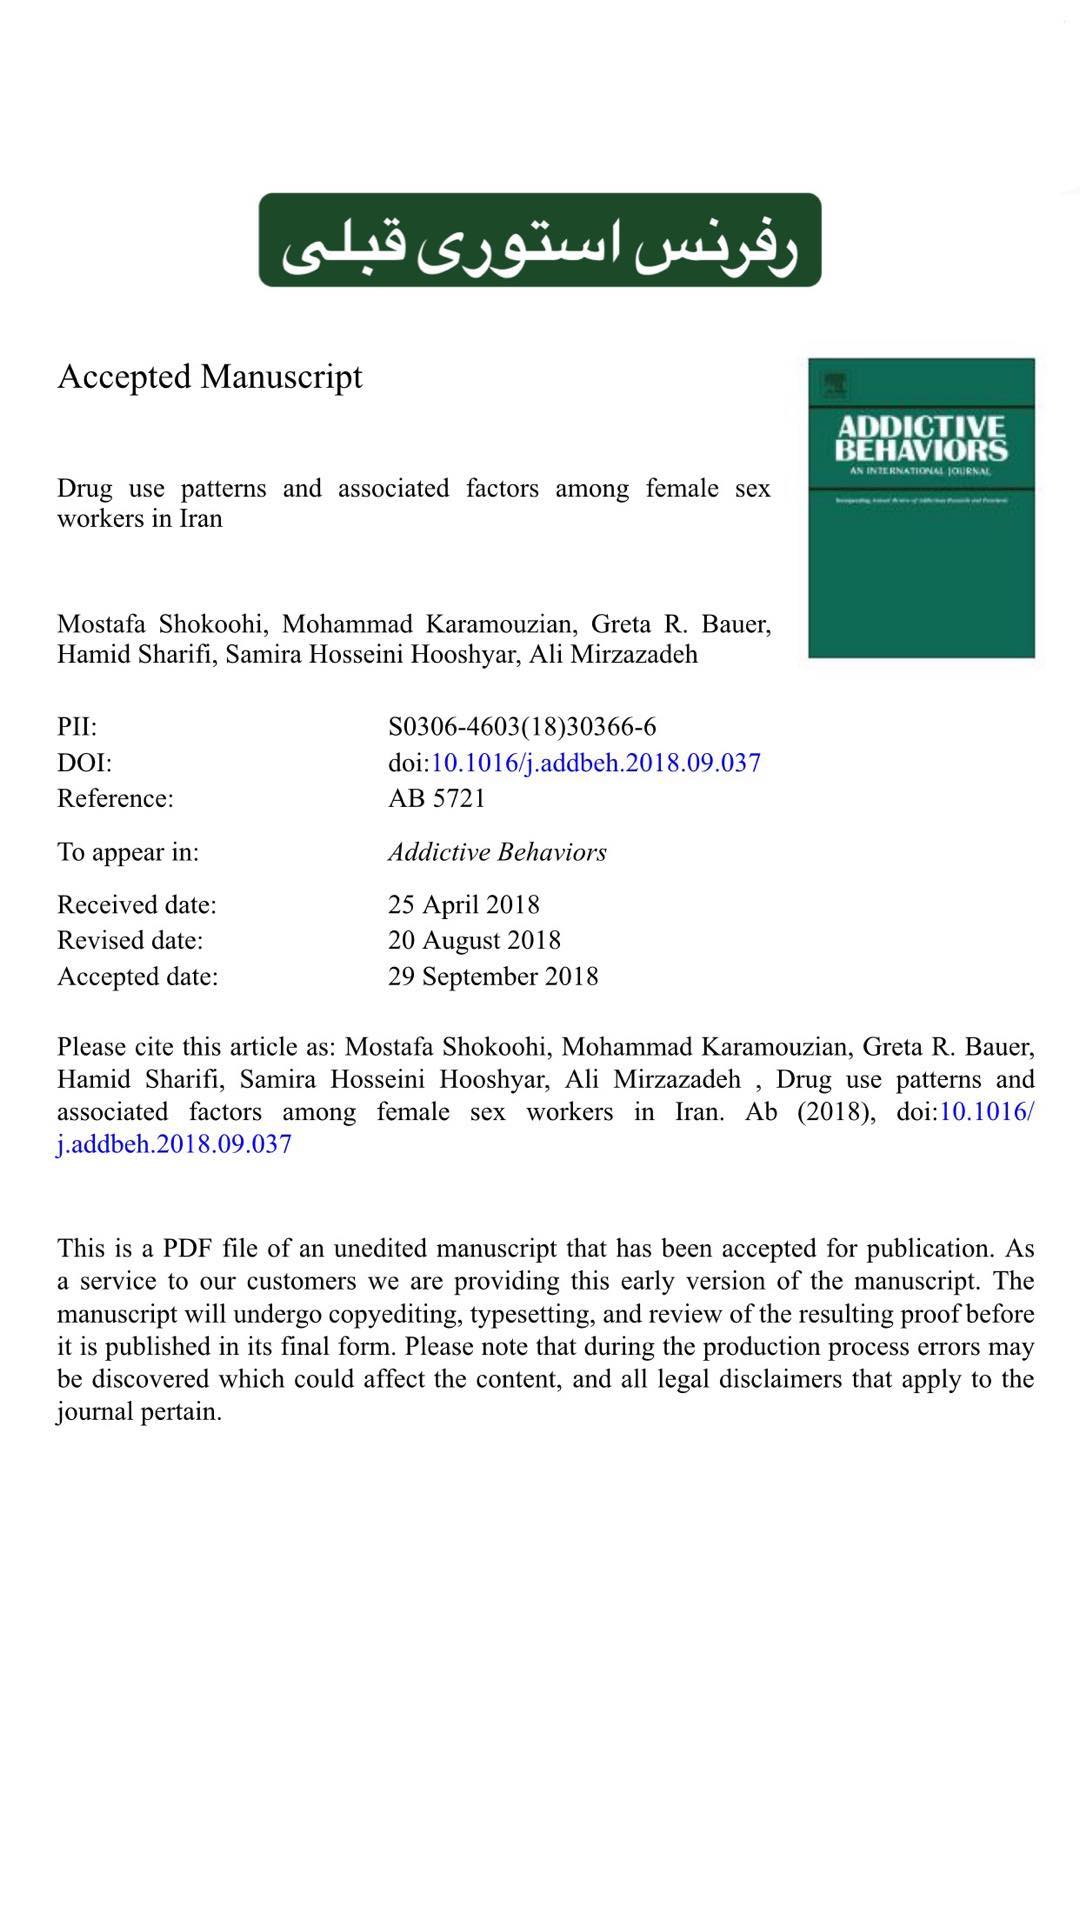 رفرنس استوری قبلی
Accepted Manuscript
ADDICTIVE
BEHAVIORS
AN INTERNATIONAL JOURNAL
Drug use patterns and associated factors among female sex
workers in Iran
Mostafa Shokoohi, Mohammad Karamouzian, Greta R. Bauer,
Hamid Sharifi, Samira Hosseini Hooshyar, Ali Mirzazadeh
PII: S0306-4603(18)30366-6
DOI: doi:10.1016/j.addbeh.2018.09.037
Reference: AB 5721
To appear in: Addictive Behaviors
Received date: 25 April 2018
Revised date: 20 August 2018
Accepted date: 29 September 2018
Please cite this article as: Mostafa Shokoohi, Mohammad Karamouzian, Greta R. Bauer,
Hamid Sharifi, Samira Hosseini Hooshyar, Ali Mirzazadeh , Drug use patterns and
associated factors among female sex workers in Iran. Ab (2018), doi:10.1016/
j.addbeh.2018.09.037
This is a PDF file of an unedited manuscript that has been accepted for publication. As
a service to our customers we are providing this early version of the manuscript. The
manuscript will undergo copyediting, typesetting, and review of the resulting proof before
it is published in its final form. Please note that during the production process errors may
be discovered which could affect the content, and all legal disclaimers that apply to the
journal pertain.